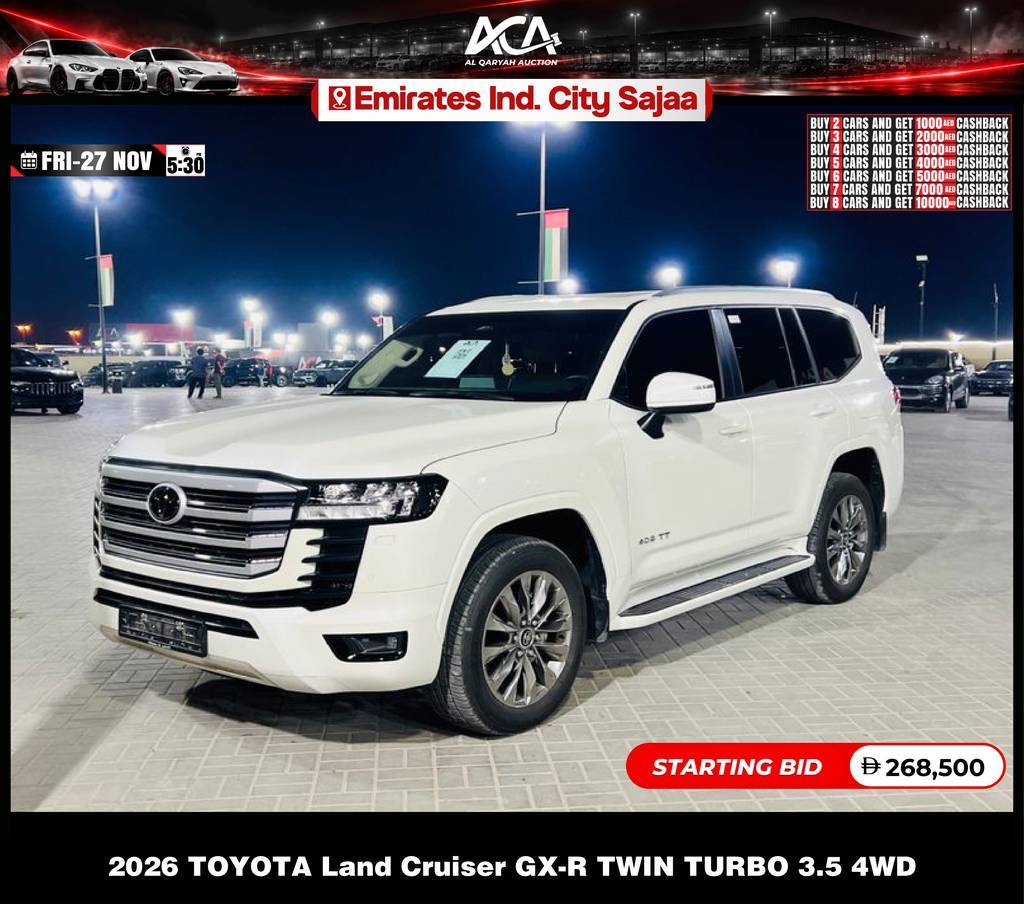 ACA
AL QARYAH AUCTION
Emirates Ind. City Sajaa
FRI-27 NOV 5:30
BUY 2 CARS AND GET 1000 AED CASHBACK
BUY 3 CARS AND GET 2000 AED CASHBACK
BUY 4 CARS AND GET 3000 AED CASHBACK
BUY 5 CARS AND GET 4000 AED CASHBACK
BUY 6 CARS AND GET 5000 AED CASHBACK
BUY 7 CARS AND GET 7000 AED CASHBACK
BUY 8 CARS AND GET 10000 AED CASHBACK
TT
STARTING BID 268,500
2026 TOYOTA Land Cruiser GX-R TWIN TURBO 3.5 4WD